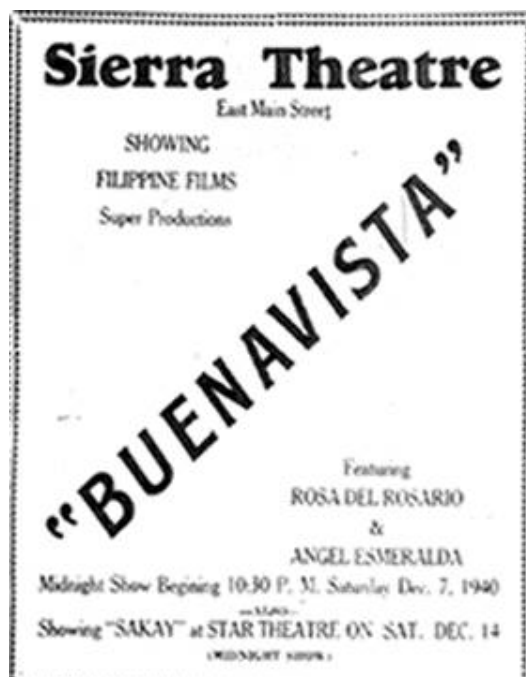 Sierra Theatre
East Main Street
SHOWING
FILIPPINE FILMS
Super Productions
"BUENAVISTA"
Featuring
ROSA DEL ROSARIO
&
ANGEL ESMERALDA
Midnight Show Begining 10:30 P. M. Saturday Dec. 7, 1940
—ALSO—
Showing "SAKAY" at STAR THEATRE ON SAT. DEC. 14
(MIDNIGHT SHOW)